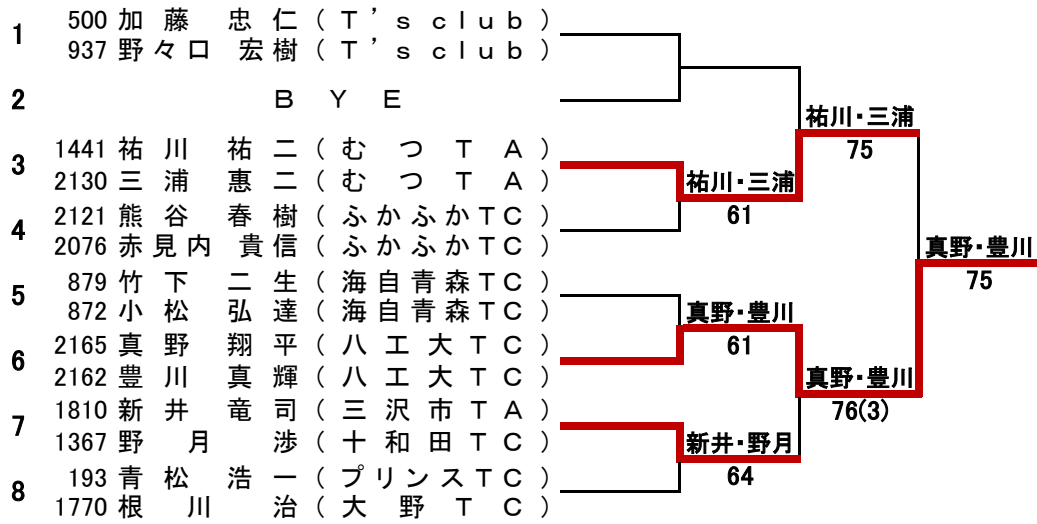 1
500 加藤 忠仁 (T’s club)
937 野々口 宏樹 (T’s club)
2
BYE
3
1441 祐川 祐二 (むつTA)
2130 三浦 惠二 (むつTA)
4
2121 熊谷 春樹 (ふかふかTC)
2076 赤見内 貴信 (ふかふかTC)
5
879 竹下 二生 (海自青森TC)
872 小松 弘達 (海自青森TC)
6
2165 真野 翔平 (八工大TC)
2162 豊川 真輝 (八工大TC)
7
1810 新井 竜司 (三沢市TA)
1367 野月 渉 (十和田TC)
8
193 青松 浩一 (プリンスTC)
1770 根川 治 (大野TC)
祐川・三浦
61
真野・豊川
61
新井・野月
64
祐川・三浦
75
真野・豊川
76(3)
真野・豊川
75